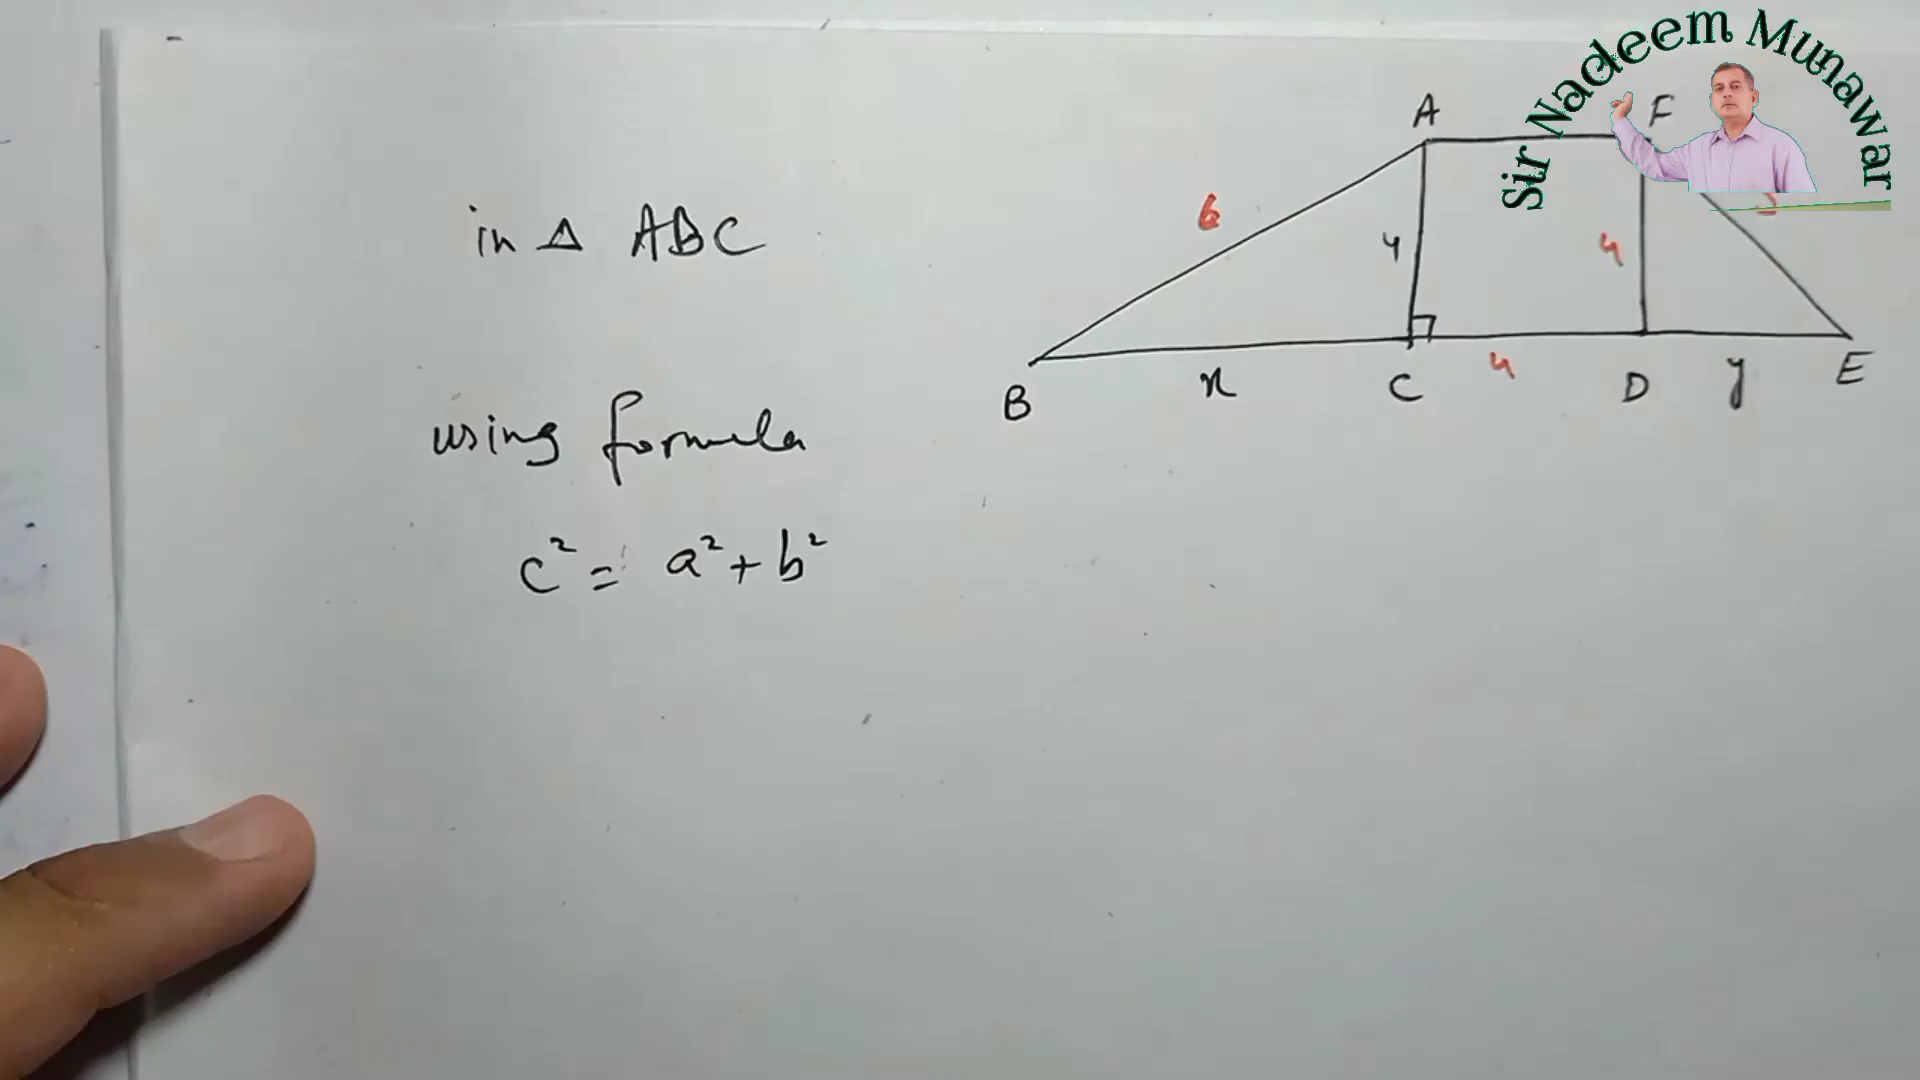 Sir Nadeem Munawar
A F
in Δ ABC
6 4 4
x C 4 D y E
B
using formula
c² = a² + b²